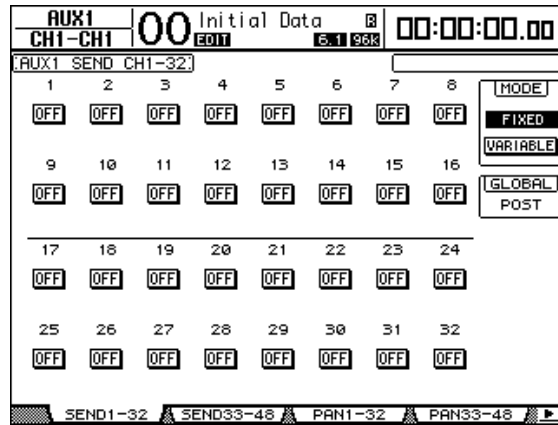 AUX1
CH1-CH1
00
Initial Data
EDIT
6.1 96k
00:00:00.00
AUX1 SEND CH1-32
1 2 3 4 5 6 7 8
OFF OFF OFF OFF OFF OFF OFF OFF
MODE
FIXED
VARIABLE
9 10 11 12 13 14 15 16
OFF OFF OFF OFF OFF OFF OFF OFF
GLOBAL
POST
17 18 19 20 21 22 23 24
OFF OFF OFF OFF OFF OFF OFF OFF
25 26 27 28 29 30 31 32
OFF OFF OFF OFF OFF OFF OFF OFF
SEND1-32 SEND33-48 PAN1-32 PAN33-48